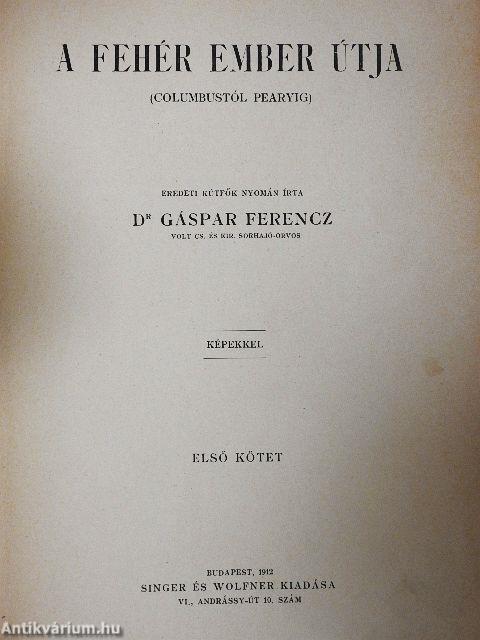 A FEHÉR EMBER ÚTJA
(COLUMBUSTÓL PEARYIG)
EREDETI KÚTFŐK NYOMÁN ÍRTA
DR GÁSPÁR FERENCZ
VOLT CS. ÉS KIR. SORHAJÓ-ORVOS
KÉPEKKEL
ELSŐ KÖTET
BUDAPEST, 1912
SINGER ÉS WOLFNER KIADÁSA
VI., ANDRÁSSY-ÚT 10. SZÁM
Antikvárium.hu